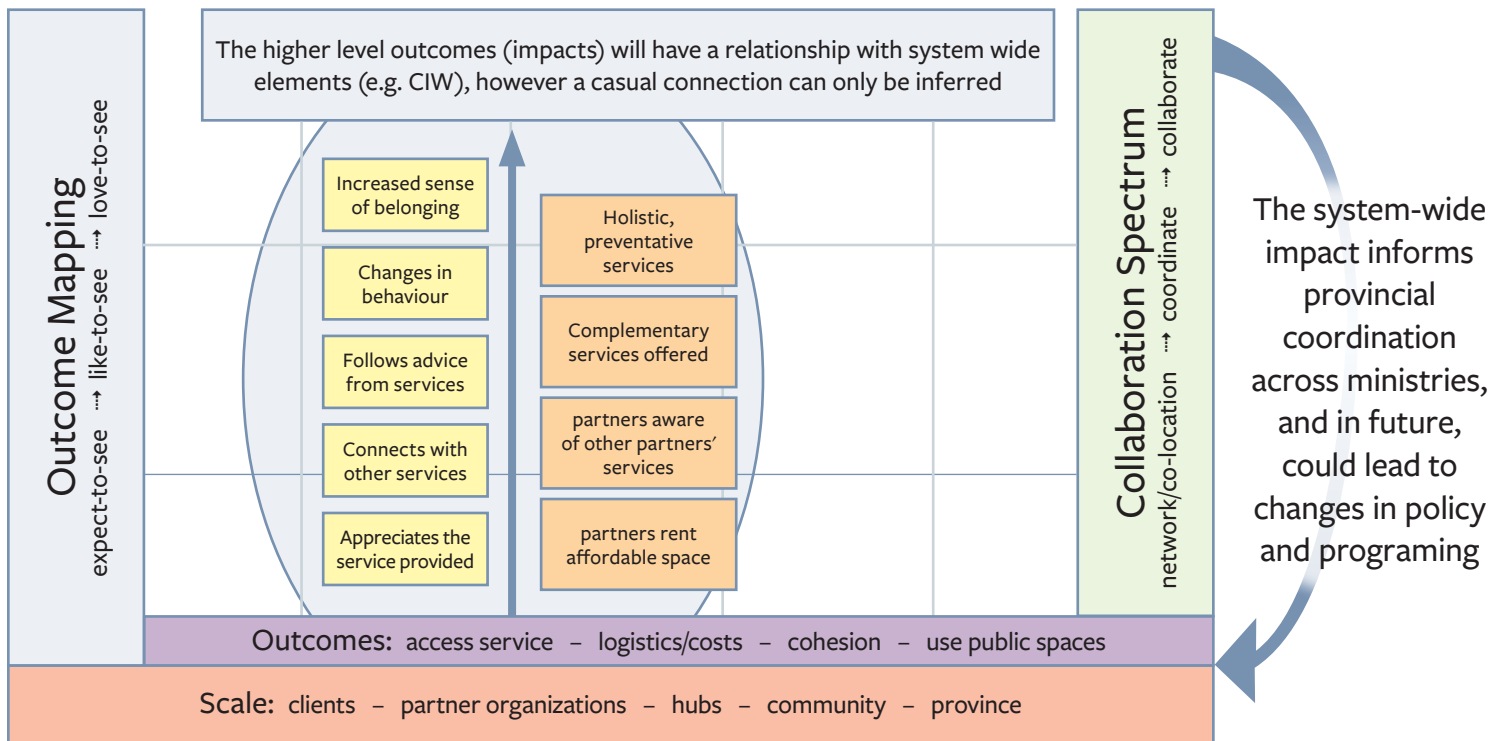 The higher level outcomes (impacts) will have a relationship with system wide
elements (e.g. CIW), however a casual connection can only be inferred
Outcome Mapping
expect-to-see ⤑ like-to-see ⤑ love-to-see
Increased sense
of belonging
Changes in
behaviour
Follows advice
from services
Connects with
other services
Appreciates the
service provided
Holistic,
preventative
services
Complementary
services offered
partners aware
of other partners'
services
partners rent
affordable space
Collaboration Spectrum
network/co-location ⤑ coordinate ⤑ collaborate
The system-wide
impact informs
provincial
coordination
across ministries,
and in future,
could lead to
changes in policy
and programing
Outcomes: access service – logistics/costs – cohesion – use public spaces
Scale: clients – partner organizations – hubs – community – province